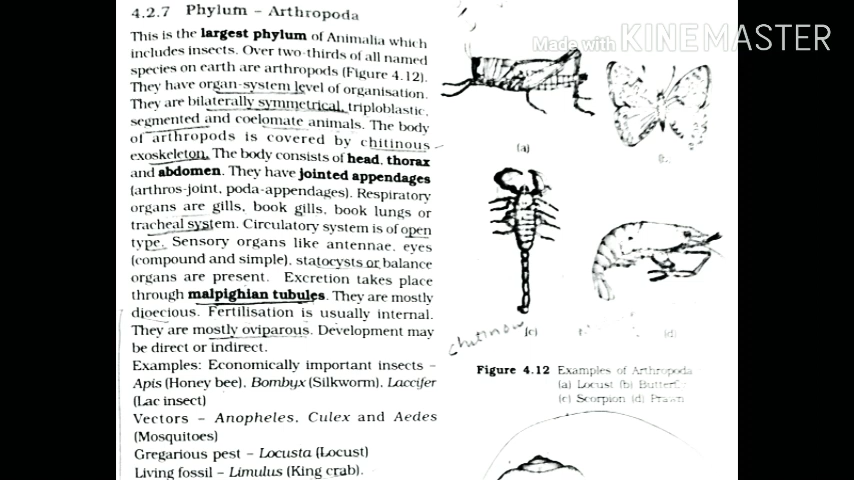 4.2.7 Phylum – Arthropoda
This is the largest phylum of Animalia which
includes insects. Over two-thirds of all named
species on earth are arthropods (Figure 4.12).
They have organ-system level of organisation.
They are bilaterally symmetrical, triploblastic,
segmented and coelomate animals. The body
of arthropods is covered by chitinous
exoskeleton. The body consists of head, thorax
and abdomen. They have jointed appendages
(arthros-joint, poda-appendages). Respiratory
organs are gills, book gills, book lungs or
tracheal system. Circulatory system is of open
type. Sensory organs like antennae, eyes
(compound and simple), statocysts or balance
organs are present. Excretion takes place
through malpighian tubules. They are mostly
dioecious. Fertilisation is usually internal.
They are mostly oviparous. Development may
be direct or indirect.
Examples: Economically important insects –
Apis (Honey bee), Bombyx (Silkworm), Laccifer
(Lac insect)
Vectors – Anopheles, Culex and Aedes
(Mosquitoes)
Gregarious pest – Locusta (Locust)
Living fossil – Limulus (King crab).
Made with KINEMASTER
(a)
(b)
chitinous
(c)
(d)
Figure 4.12 Examples of Arthropoda
(a) Locust (b) Butterfly
(c) Scorpion (d) Prawn